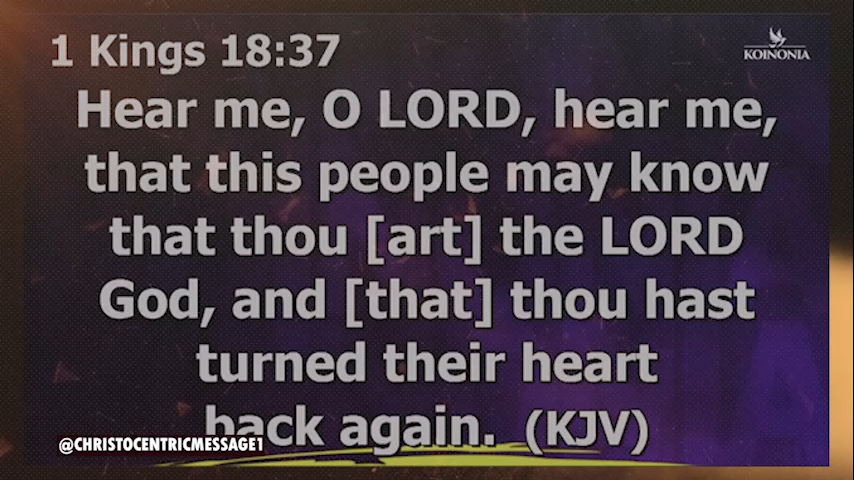 1 Kings 18:37
KOINONIA
Hear me, O LORD, hear me,
that this people may know
that thou [art] the LORD
God, and [that] thou hast
turned their heart
back again. (KJV)
@CHRISTOCENTRICMESSAGE1